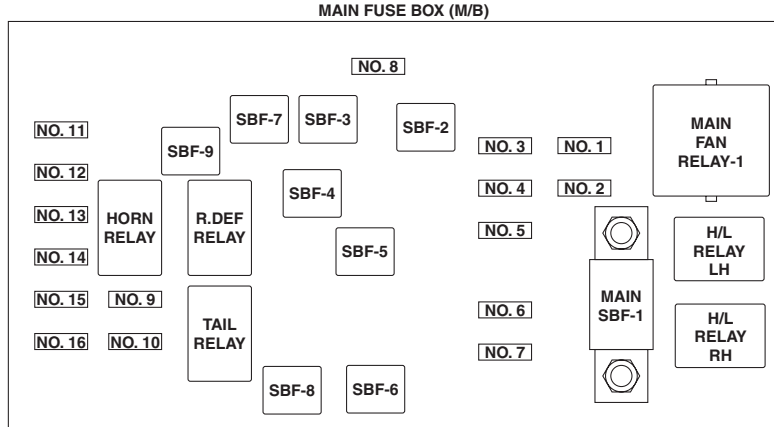 MAIN FUSE BOX (M/B)
NO. 8
SBF-7
SBF-3
SBF-2
NO. 11
SBF-9
NO. 3
NO. 1
MAIN
FAN
RELAY-1
NO. 12
SBF-4
NO. 4
NO. 2
NO. 13
HORN
RELAY
R.DEF
RELAY
NO. 5
H/L
RELAY
LH
NO. 14
SBF-5
NO. 15
NO. 9
MAIN
SBF-1
NO. 6
TAIL
RELAY
H/L
RELAY
RH
NO. 16
NO. 10
NO. 7
SBF-8
SBF-6